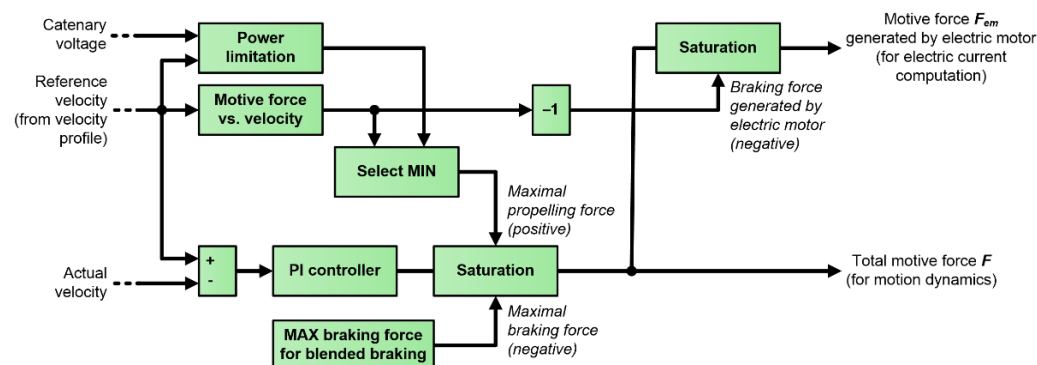 Catenary
voltage
Power
limitation
Saturation
Motive force Fem
generated by electric motor
(for electric current
computation)
Reference
velocity
(from velocity
profile)
Motive force
vs. velocity
–1
Braking force
generated by
electric motor
(negative)
Select MIN
Maximal
propelling force
(positive)
Actual
velocity
+
-
PI controller
Saturation
Total motive force F
(for motion dynamics)
MAX braking force
for blended braking
Maximal
braking force
(negative)